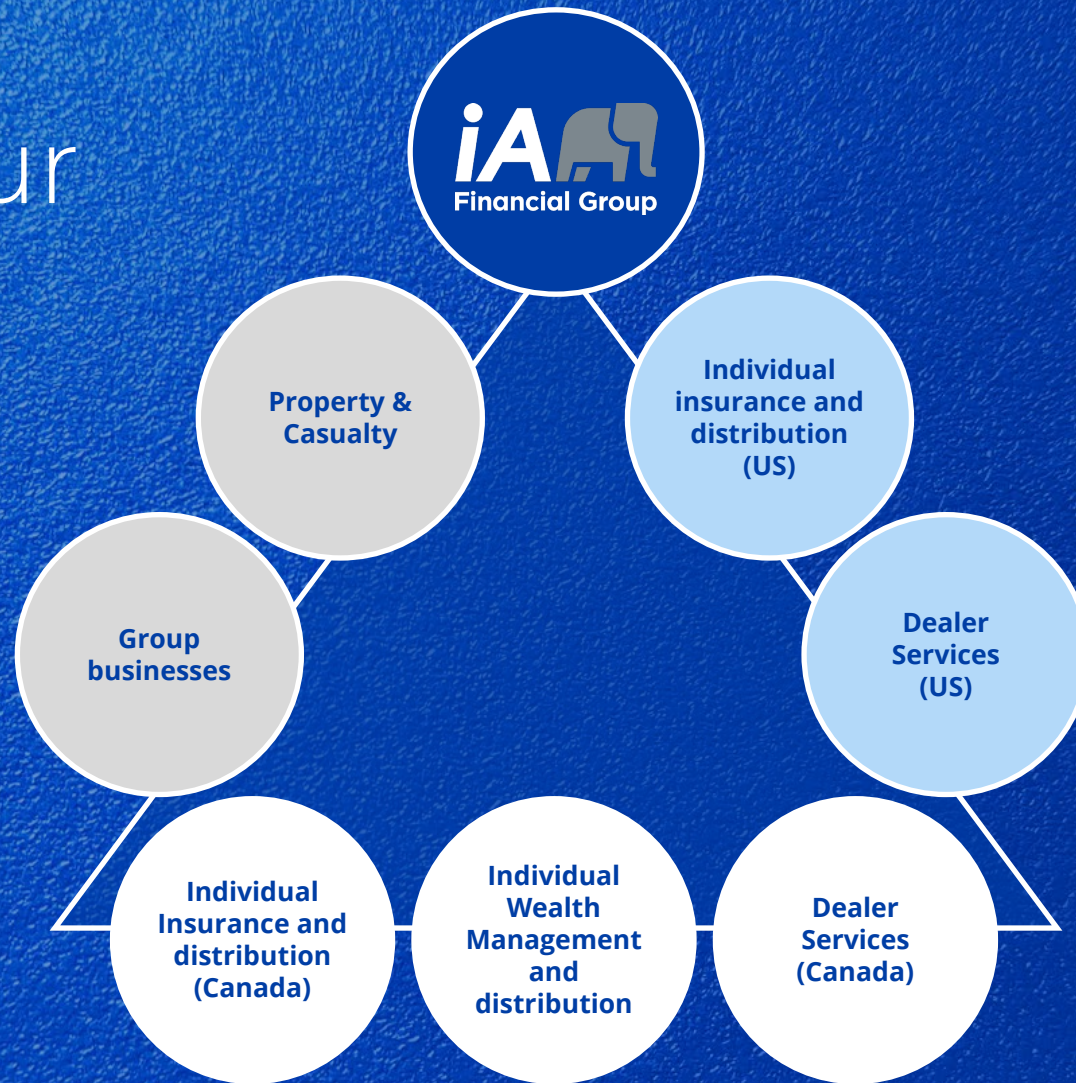 ur
iA
Financial Group
Property &
Casualty
Individual
insurance and
distribution
(US)
Group
businesses
Dealer
Services
(US)
Individual
Insurance and
distribution
(Canada)
Individual
Wealth
Management
and
distribution
Dealer
Services
(Canada)